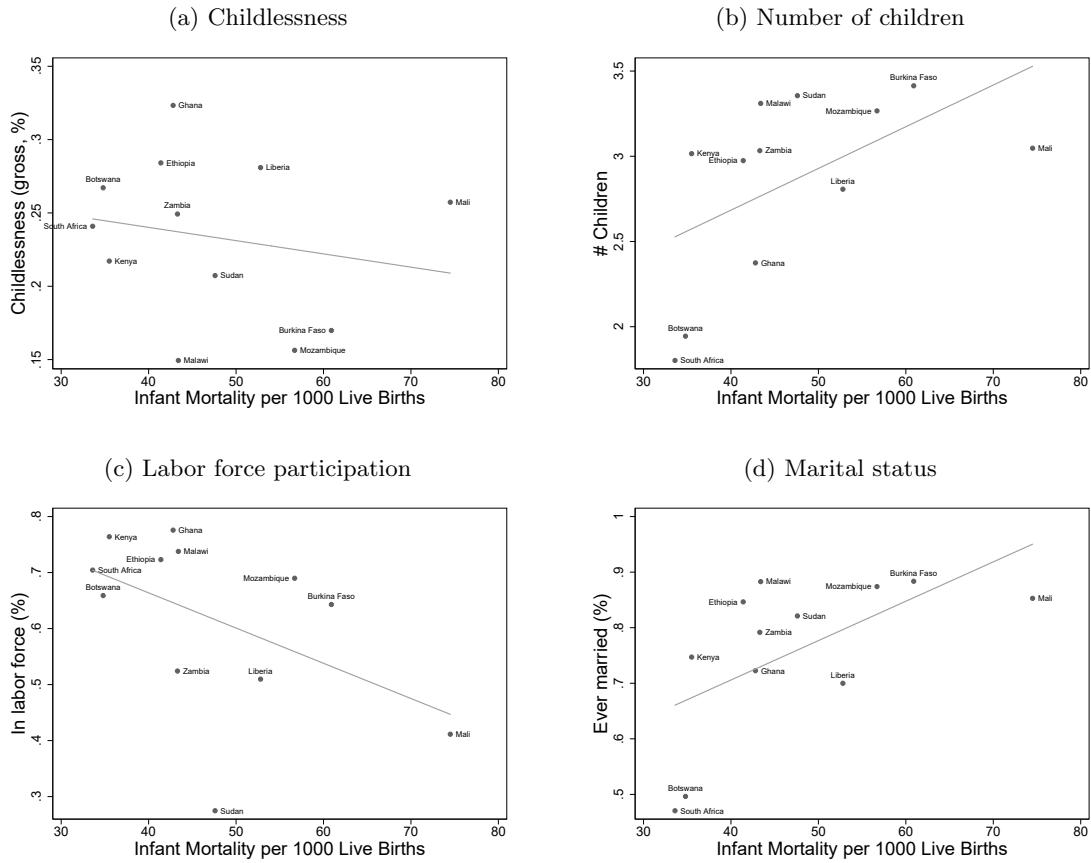 (a) Childlessness
Childlessness (gross, %)
.35
.3
.25
.2
.15
Ghana
Ethiopia
Liberia
Botswana
Zambia
Mali
South Africa
Kenya
Sudan
Burkina Faso
Mozambique
Malawi
30 40 50 60 70 80
Infant Mortality per 1000 Live Births
(b) Number of children
# Children
3.5
3
2.5
2
Burkina Faso
Sudan
Malawi
Mozambique
Kenya
Zambia
Mali
Ethiopia
Liberia
Ghana
Botswana
South Africa
30 40 50 60 70 80
Infant Mortality per 1000 Live Births
(c) Labor force participation
In labor force (%)
.8
.7
.6
.5
.4
.3
Ghana
Kenya
Malawi
Ethiopia
South Africa
Mozambique
Botswana
Burkina Faso
Zambia
Liberia
Mali
Sudan
30 40 50 60 70 80
Infant Mortality per 1000 Live Births
(d) Marital status
Ever married (%)
1
.9
.8
.7
.6
.5
Burkina Faso
Malawi
Mozambique
Mali
Ethiopia
Sudan
Zambia
Kenya
Ghana
Liberia
Botswana
South Africa
30 40 50 60 70 80
Infant Mortality per 1000 Live Births